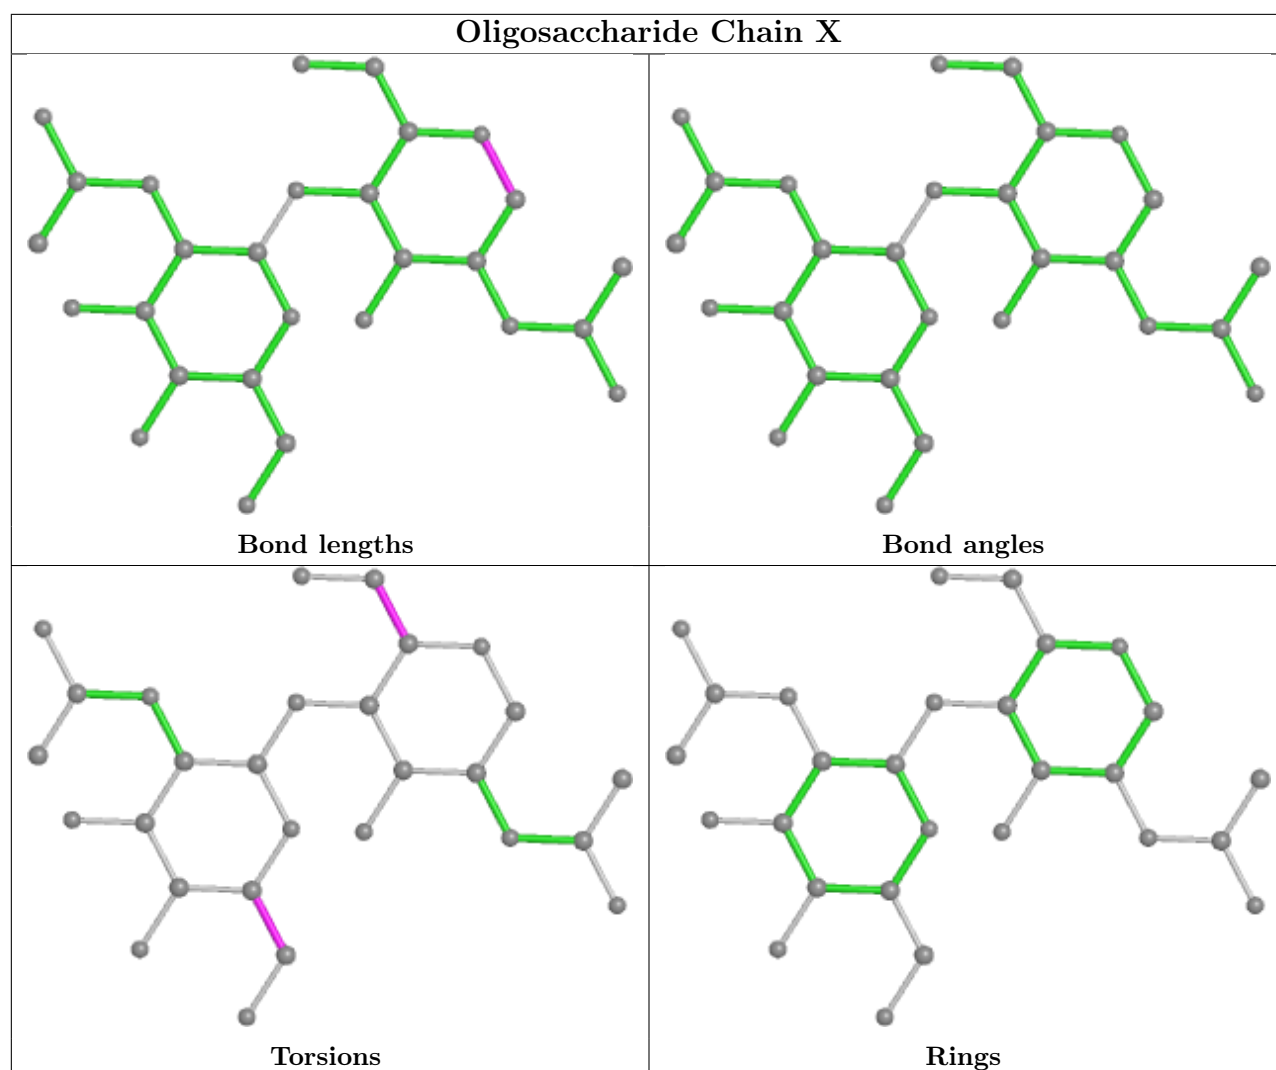 Oligosaccharide Chain X
Bond lengths
Bond angles
Torsions
Rings